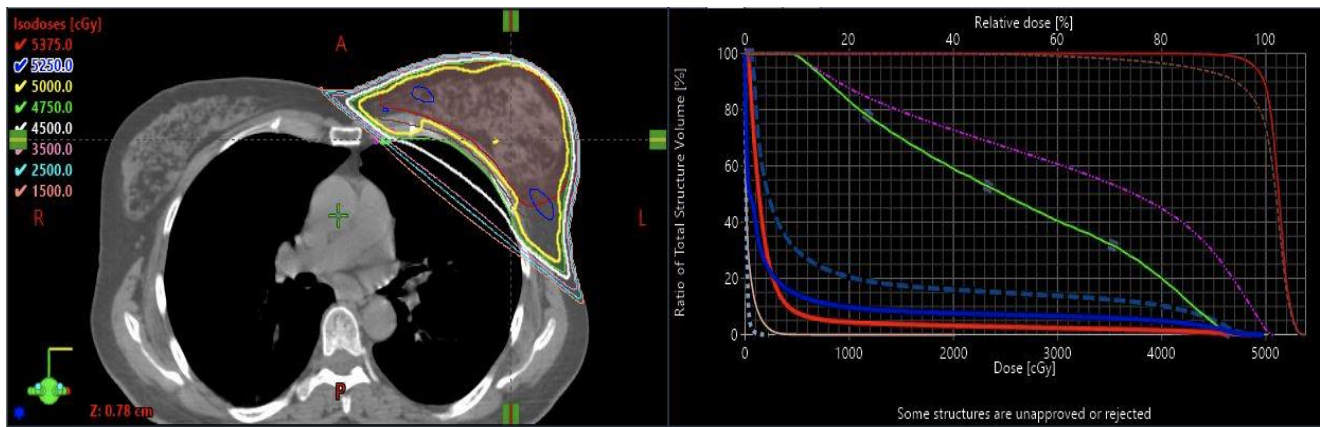 Isodoses [cGy]
5375.0
5250.0
5000.0
4750.0
4500.0
3500.0
2500.0
1500.0
A
R
L
P
Z: 0.78 cm
Relative dose [%]
0 20 40 60 80 100
Ratio of Total Structure Volume [%]
100
80
60
40
20
0
0 1000 2000 3000 4000 5000
Dose [cGy]
Some structures are unapproved or rejected